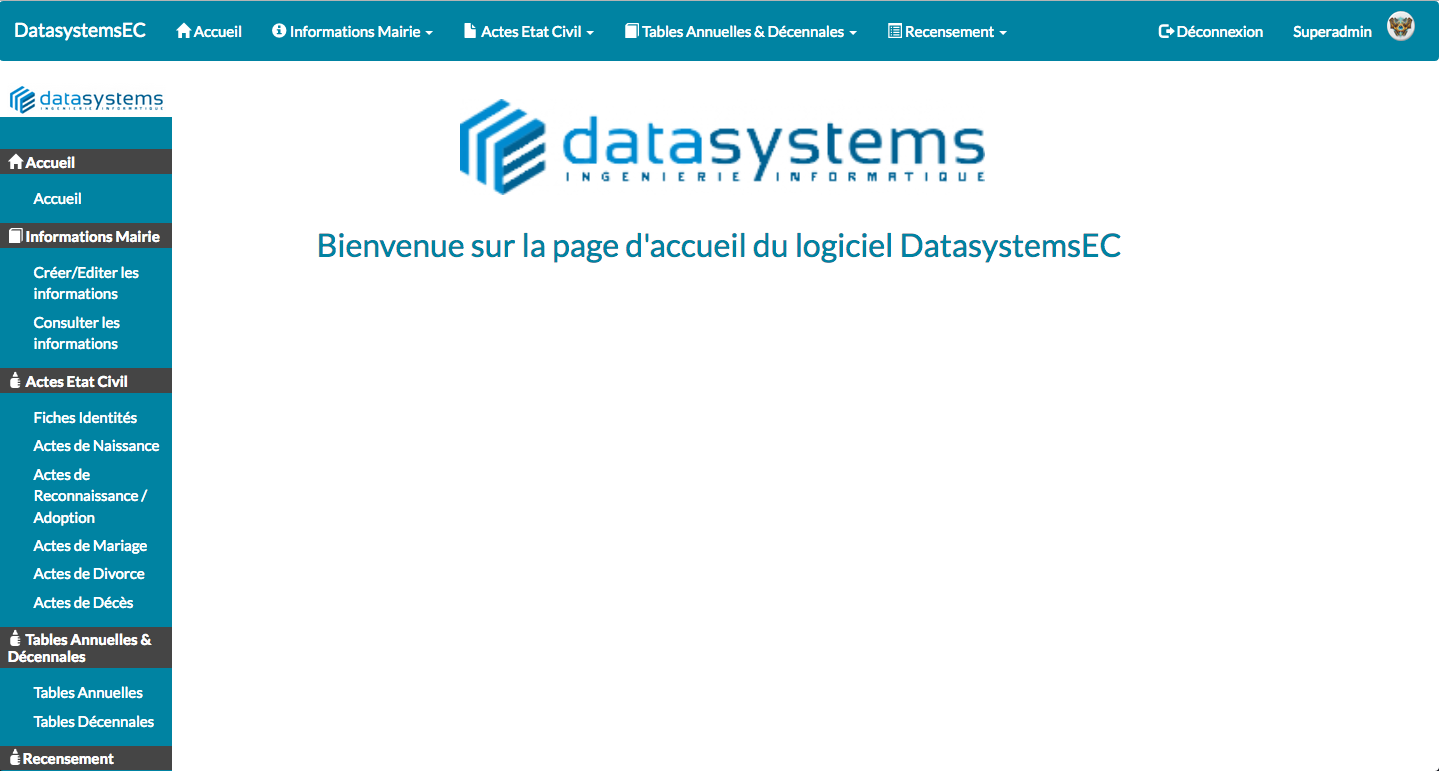 DatasystemsEC Accueil Informations Mairie Actes Etat Civil Tables Annuelles & Décennales Recensement Déconnexion Superadmin
datasystems
INGENIERIE INFORMATIQUE
Accueil
Accueil
Informations Mairie
Créer/Editer les
informations
Consulter les
informations
Actes Etat Civil
Fiches Identités
Actes de Naissance
Actes de
Reconnaissance /
Adoption
Actes de Mariage
Actes de Divorce
Actes de Décès
Tables Annuelles &
Décennales
Tables Annuelles
Tables Décennales
Recensement
datasystems
INGENIERIE INFORMATIQUE
Bienvenue sur la page d'accueil du logiciel DatasystemsEC